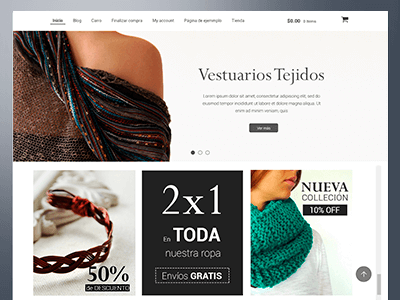 Inicio Blog Carro Finalizar compra My account Página de ejemplo Tienda $0.00 0 items
Vestuarios Tejidos
Lorem ipsum dolor sit amet, consectetur adipiscing elit,
sed do eiusmod tempor incididunt ut labore et dolore magna aliqua. Ut enim
ad minim veniam, quis nostrud
Ver más
50%
de DESCUENTO
2x1
En TODA
nuestra ropa
Envíos GRATIS
NUEVA
COLLECION
10% OFF